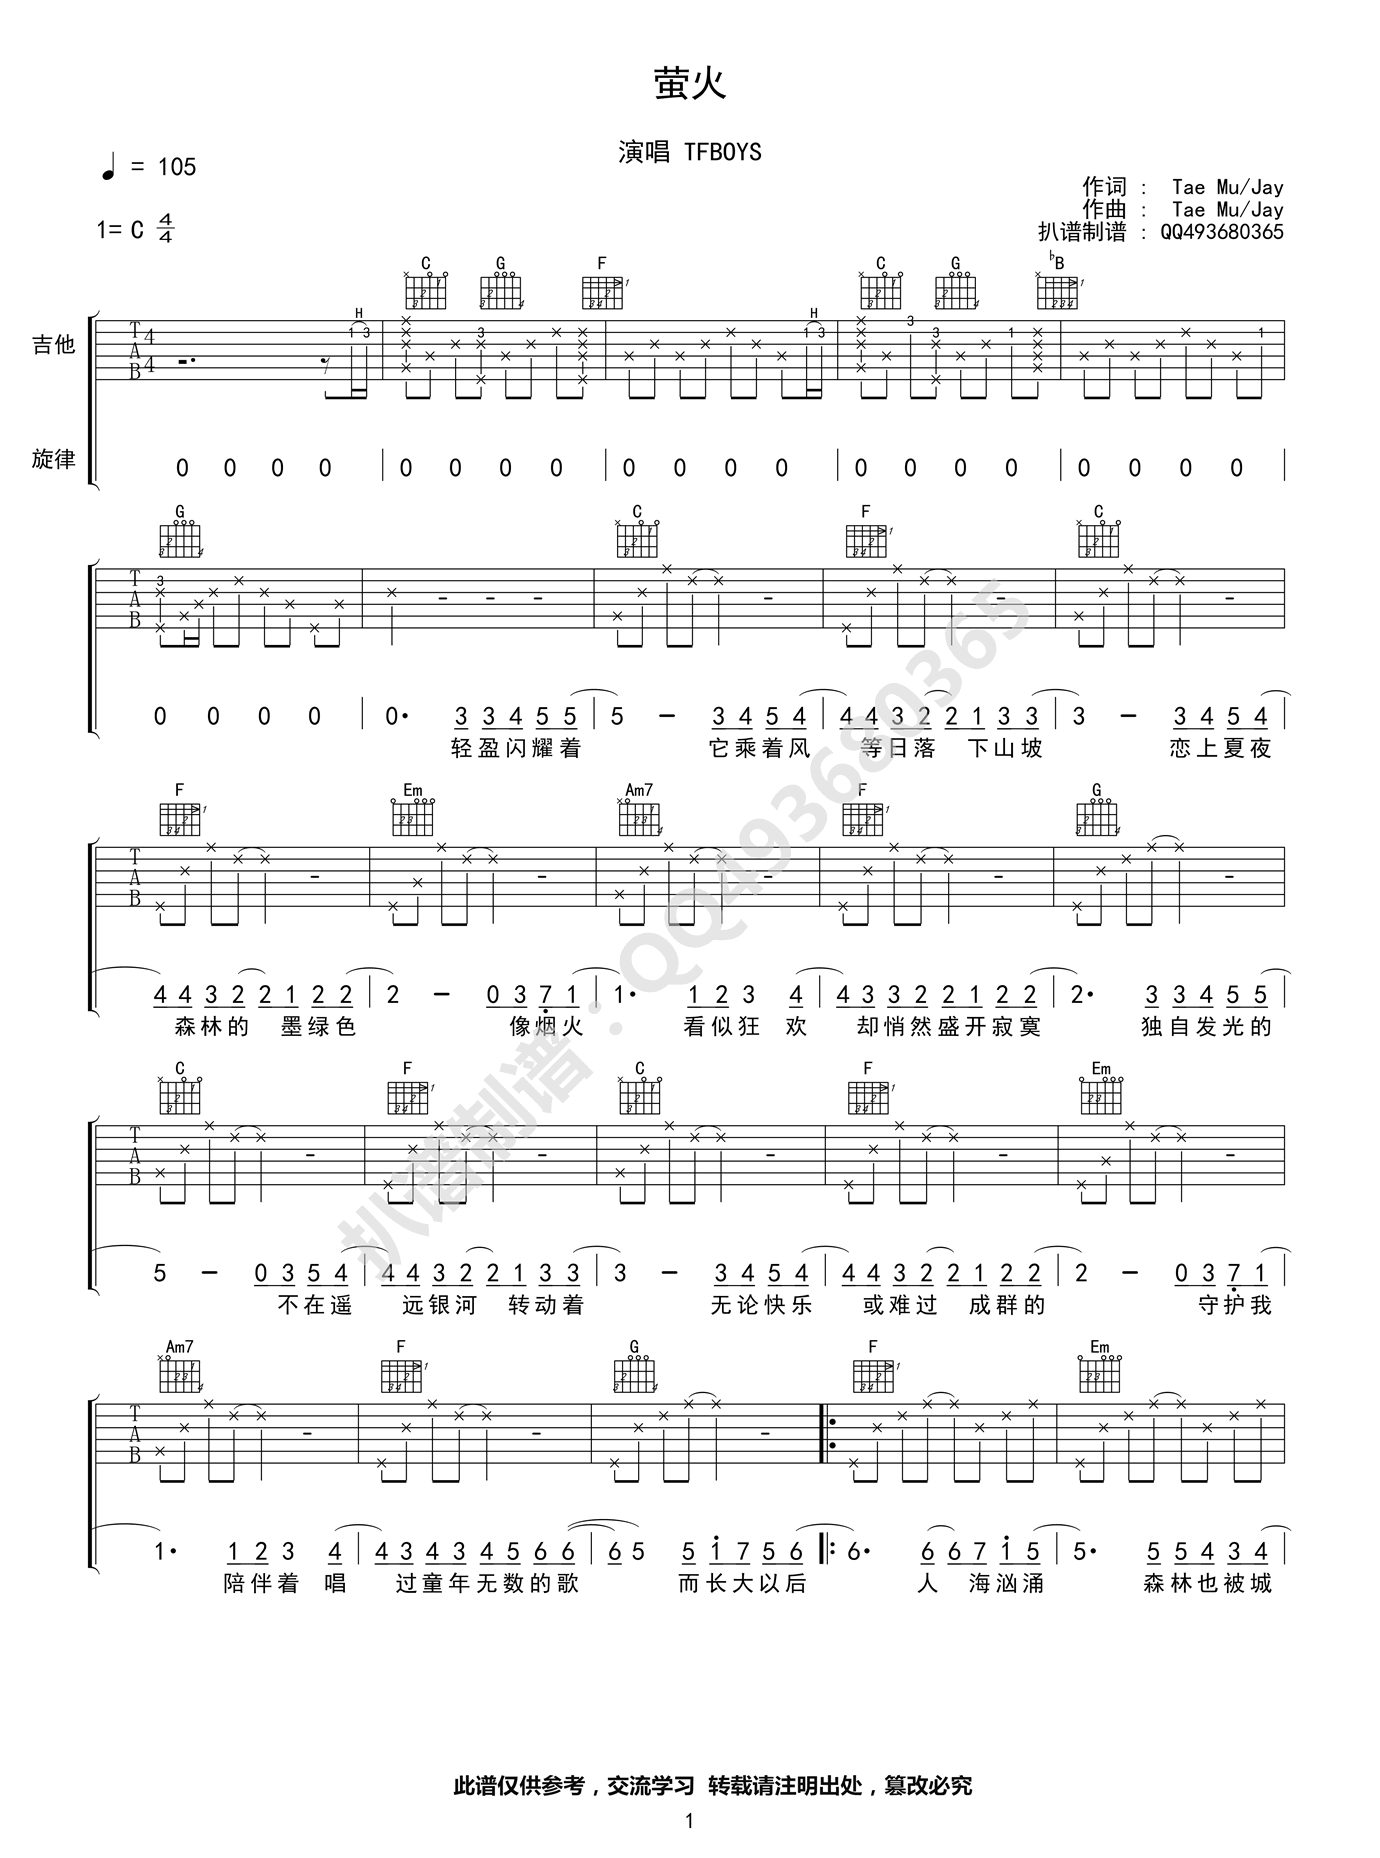 萤火
演唱 TFBOYS
♩ = 105
作词 ： Tae Mu/Jay
作曲 ： Tae Mu/Jay
1= C 4/4
扒谱制谱 ：QQ493680365
C G F C G ♭B
H H
吉他 T A B 4 4 1 3 3 1 3 3 3 1 1
旋律 0 0 0 0 | 0 0 0 0 | 0 0 0 0 | 0 0 0 0 | 0 0 0 0 |
G C F C
T A B 3
0 0 0 0 | 0· 3 3 4 5 5 | 5 － 3 4 5 4 | 4 4 3 2 2 1 3 3 | 3 － 3 4 5 4
轻盈闪耀着 它乘着风 等日落 下山坡 恋上夏夜
F Em Am7 F G
T A B
4 4 3 2 2 1 2 2 | 2 － 0 3 7 1 | 1· 1 2 3 4 | 4 3 3 2 2 1 2 2 | 2· 3 3 4 5 5
森林的 墨绿色 像烟火 看似狂 欢 却悄然盛开寂寞 独自发光的
C F C F Em
T A B
5 － 0 3 5 4 | 4 4 3 2 2 1 3 3 | 3 － 3 4 5 4 | 4 4 3 2 2 1 2 2 | 2 － 0 3 7 1
不在遥 远银河 转动着 无论快乐 或难过 成群的 守护我
Am7 F G F Em
T A B
1· 1 2 3 4 | 4 3 4 3 4 5 6 6 | 6 5 5 1 7 5 6 |: 6· 6 6 7 1 5 | 5· 5 5 4 3 4
陪伴着 唱 过童年无数的歌 而长大以后 人 海汹涌 森林也被城
扒谱制谱：QQ493680365
此谱仅供参考，交流学习 转载请注明出处，篡改必究
1